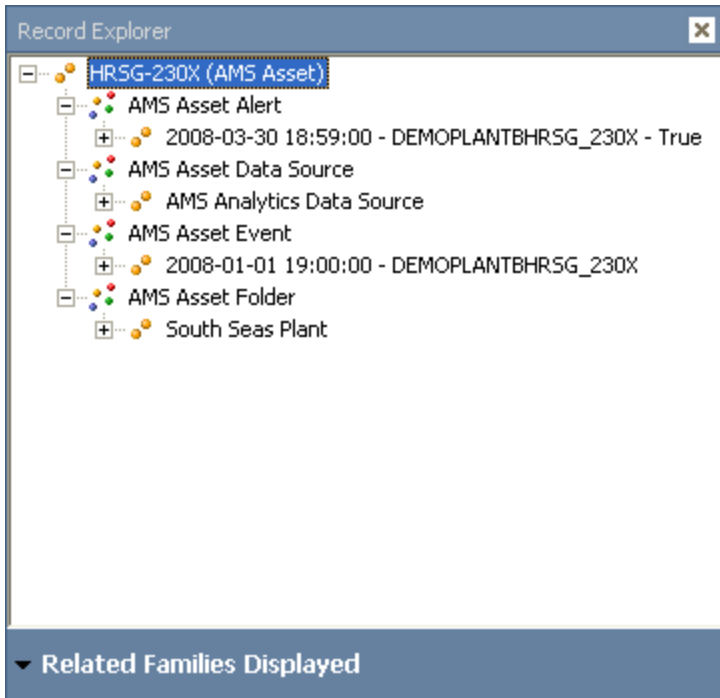 Record Explorer
HRSG-230X (AMS Asset)
AMS Asset Alert
2008-03-30 18:59:00 - DEMOPLANTBHRSG_230X - True
AMS Asset Data Source
AMS Analytics Data Source
AMS Asset Event
2008-01-01 19:00:00 - DEMOPLANTBHRSG_230X
AMS Asset Folder
South Seas Plant
Related Families Displayed